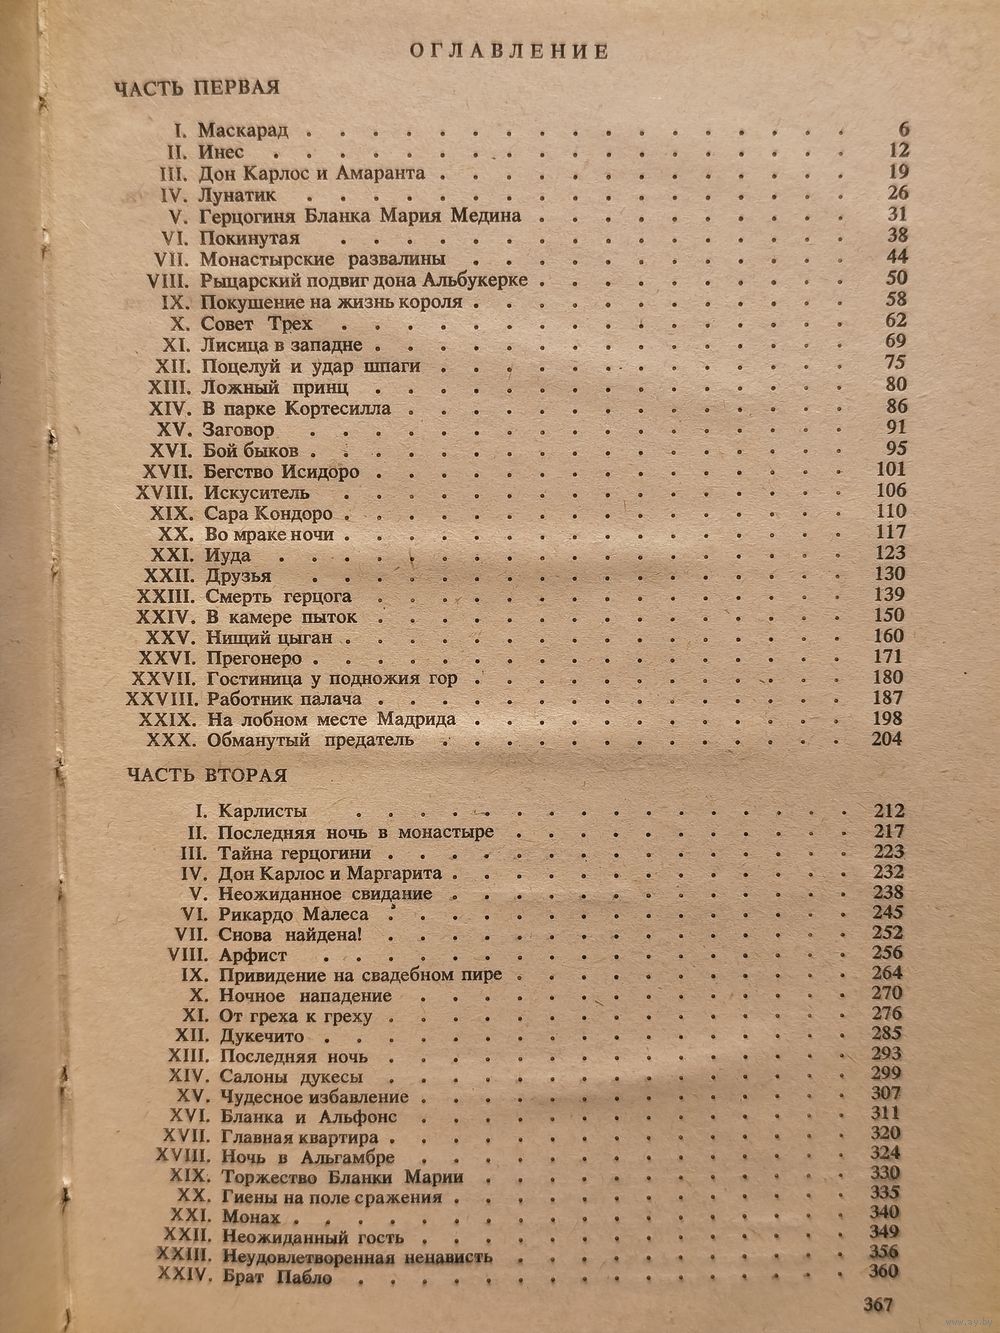 ОГЛАВЛЕНИЕ
ЧАСТЬ ПЕРВАЯ
I. Маскарад . . . . . . . . . . . . . . . . . 6
II. Инес . . . . . . . . . . . . . . . . . . 12
III. Дон Карлос и Амаранта . . . . . . . . . . . . . 19
IV. Лунатик . . . . . . . . . . . . . . . . . 26
V. Герцогиня Бланка Мария Медина . . . . . . . . . . 31
VI. Покинутая . . . . . . . . . . . . . . . . 38
VII. Монастырские развалины . . . . . . . . . . . . 44
VIII. Рыцарский подвиг дона Альбукерке . . . . . . . . . . 50
IX. Покушение на жизнь короля . . . . . . . . . . . . 58
X. Совет Трех . . . . . . . . . . . . . . . . 62
XI. Лисица в западне . . . . . . . . . . . . . . . 69
XII. Поцелуй и удар шпаги . . . . . . . . . . . . . 75
XIII. Ложный принц . . . . . . . . . . . . . . . 80
XIV. В парке Кортесилла . . . . . . . . . . . . . . 86
XV. Заговор . . . . . . . . . . . . . . . . . 91
XVI. Бой быков . . . . . . . . . . . . . . . . . 95
XVII. Бегство Исидоро . . . . . . . . . . . . . . . 101
XVIII. Искуситель . . . . . . . . . . . . . . . . 106
XIX. Сара Кондоро . . . . . . . . . . . . . . . . 110
XX. Во мраке ночи . . . . . . . . . . . . . . . . 117
XXI. Иуда . . . . . . . . . . . . . . . . . . 123
XXII. Друзья . . . . . . . . . . . . . . . . . 130
XXIII. Смерть герцога . . . . . . . . . . . . . . . 139
XXIV. В камере пыток . . . . . . . . . . . . . . . 150
XXV. Нищий цыган . . . . . . . . . . . . . . . . 160
XXVI. Прегонеро . . . . . . . . . . . . . . . . . 171
XXVII. Гостиница у подножия гор . . . . . . . . . . . . 180
XXVIII. Работник палача . . . . . . . . . . . . . . . 187
XXIX. На лобном месте Мадрида . . . . . . . . . . . . 198
XXX. Обманутый предатель . . . . . . . . . . . . . 204
ЧАСТЬ ВТОРАЯ
I. Карлисты . . . . . . . . . . . . . . . . 212
II. Последняя ночь в монастыре . . . . . . . . . . . 217
III. Тайна герцогини . . . . . . . . . . . . . . . 223
IV. Дон Карлос и Маргарита . . . . . . . . . . . . . 232
V. Неожиданное свидание . . . . . . . . . . . . . 238
VI. Рикардо Малеса . . . . . . . . . . . . . . . 245
VII. Снова найдена! . . . . . . . . . . . . . . . 252
VIII. Арфист . . . . . . . . . . . . . . . . . 256
IX. Привидение на свадебном пире . . . . . . . . . . . 264
X. Ночное нападение . . . . . . . . . . . . . . 270
XI. От греха к греху . . . . . . . . . . . . . . . 276
XII. Дукечито . . . . . . . . . . . . . . . . . 285
XIII. Последняя ночь . . . . . . . . . . . . . . . 293
XIV. Салоны дукесы . . . . . . . . . . . . . . . 299
XV. Чудесное избавление . . . . . . . . . . . . . . 307
XVI. Бланка и Альфонс . . . . . . . . . . . . . . 311
XVII. Главная квартира . . . . . . . . . . . . . . . 320
XVIII. Ночь в Альгамбре . . . . . . . . . . . . . . 324
XIX. Торжество Бланки Марии . . . . . . . . . . . . 330
XX. Гиены на поле сражения . . . . . . . . . . . . . 335
XXI. Монах . . . . . . . . . . . . . . . . . . 340
XXII. Неожиданный гость . . . . . . . . . . . . . . 349
XXIII. Неудовлетворенная ненависть . . . . . . . . . . . 356
XXIV. Брат Пабло . . . . . . . . . . . . . . . . 360
367
www.ay.by